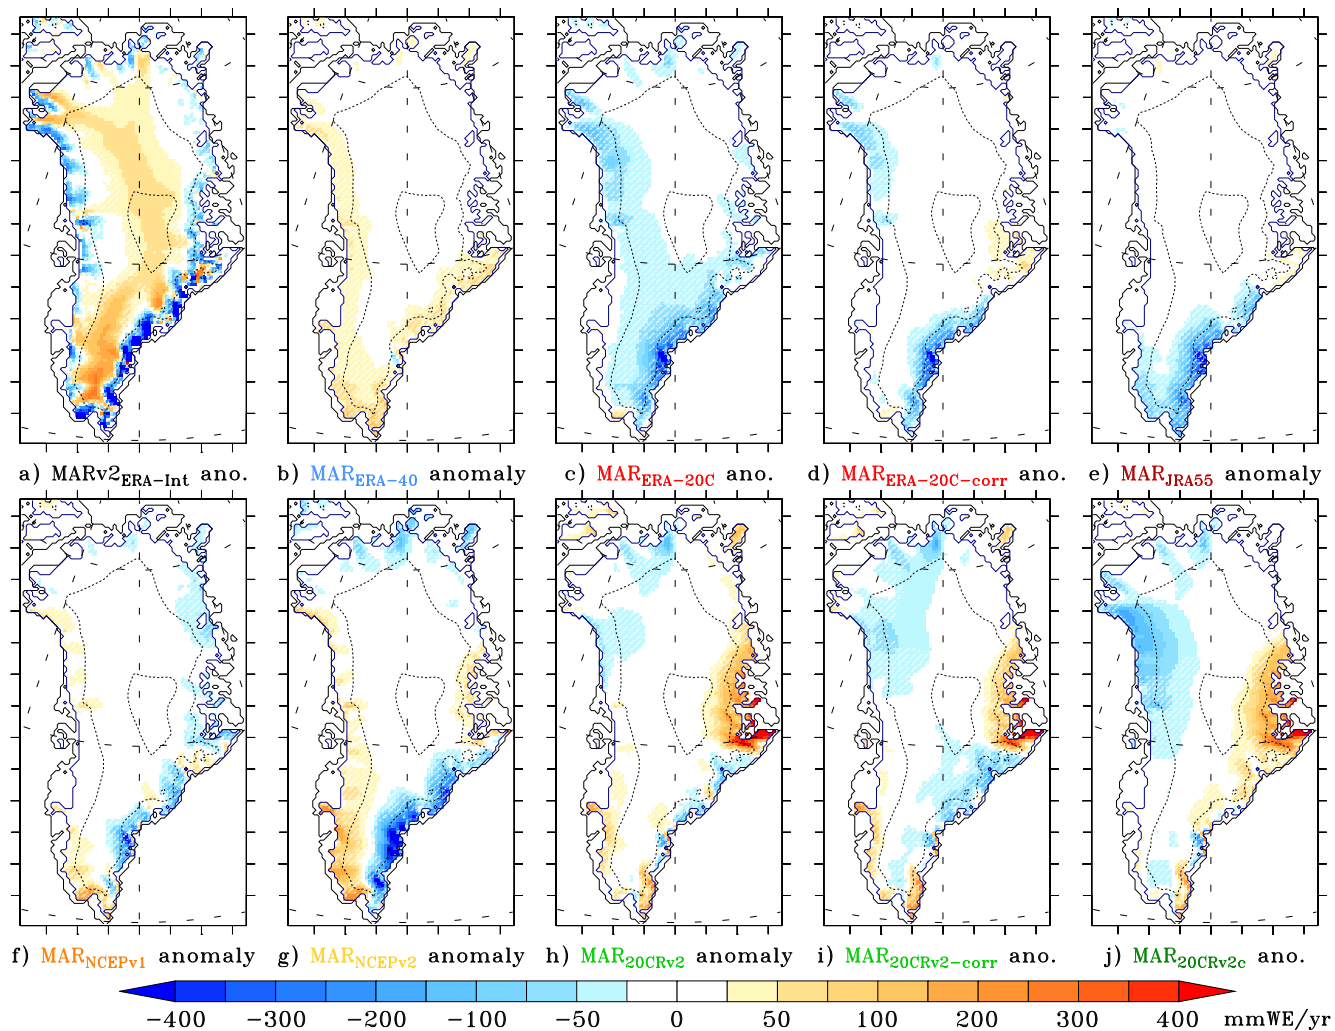 a) MARv2ERA-Int ano.
b) MARERA-40 anomaly
c) MARERA-20C ano.
d) MARERA-20C-corr ano.
e) MARJRA55 anomaly
f) MARNCEPv1 anomaly
g) MARNCEPv2 anomaly
h) MAR20CRv2 anomaly
i) MAR20CRv2-corr ano.
j) MAR20CRv2c ano.
-400 -300 -200 -100 -50 0 50 100 200 300 400 mmWE/yr